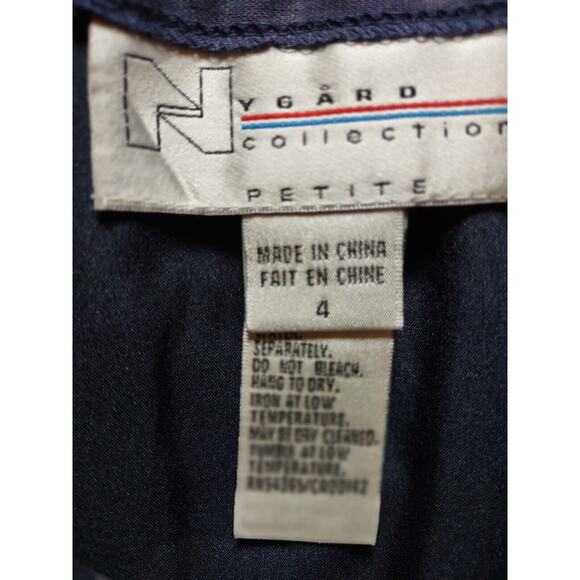 NYGÅRD
collection
PETITE
MADE IN CHINA
FAIT EN CHINE
4
SEPARATELY.
DO NOT BLEACH.
HANG TO DRY.
IRON AT LOW
TEMPERATURE.
MAY BE DRY CLEANED.
TUMBLE AT LOW
TEMPERATURE.